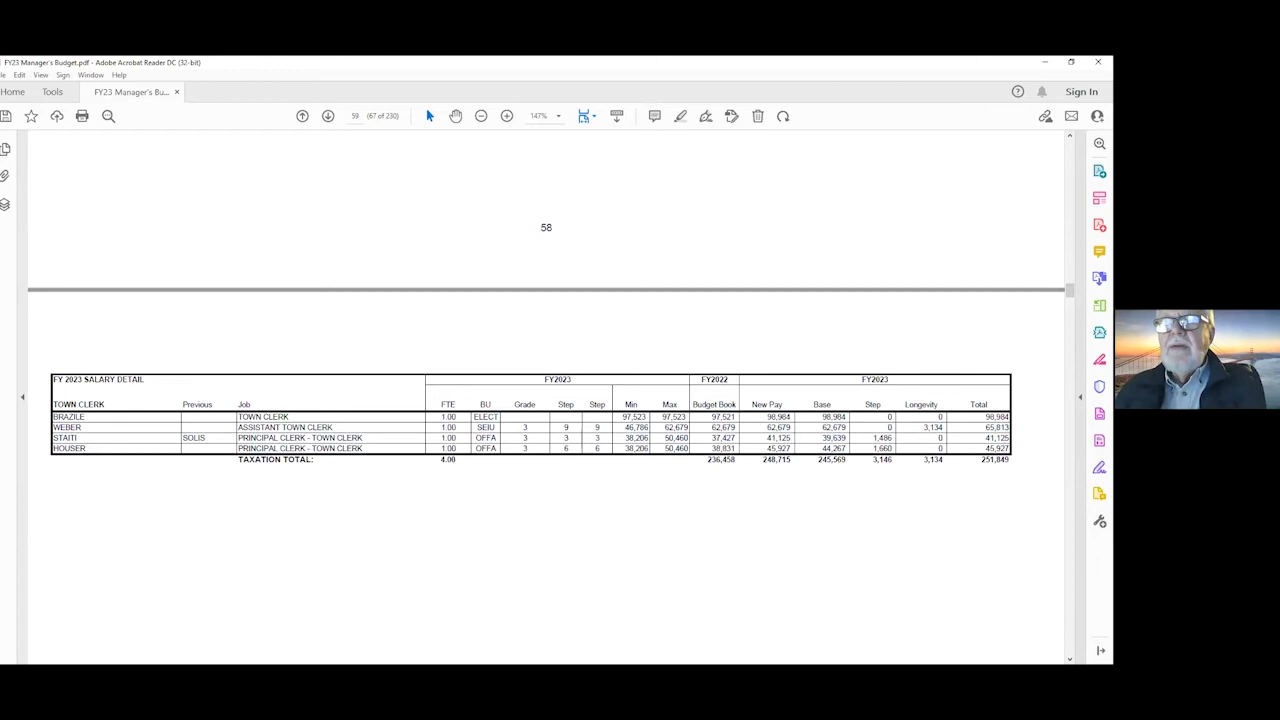 FY23 Manager's Budget.pdf - Adobe Acrobat Reader DC (32-bit)
le Edit View Sign Window Help
Home Tools FY23 Manager's Bu... × Sign In
59 (67 of 230) 147%
58
FY 2023 SALARY DETAIL FY2023 FY2022 FY2023
TOWN CLERK Previous Job FTE BU Grade Step Step Min Max Budget Book New Pay Base Step Longevity Total
BRAZILE TOWN CLERK 1.00 ELECT 97,523 97,523 97,521 98,984 98,984 0 0 98,984
WEBER ASSISTANT TOWN CLERK 1.00 SEIU 3 9 9 46,786 62,679 62,679 62,679 62,679 0 3,134 65,813
STAITI SOLIS PRINCIPAL CLERK - TOWN CLERK 1.00 OFFA 3 3 3 38,206 50,460 37,427 41,125 39,639 1,486 0 41,125
HOUSER PRINCIPAL CLERK - TOWN CLERK 1.00 OFFA 3 6 6 38,206 50,460 38,831 45,927 44,267 1,660 0 45,927
TAXATION TOTAL: 4.00 236,458 248,715 245,569 3,146 3,134 251,849